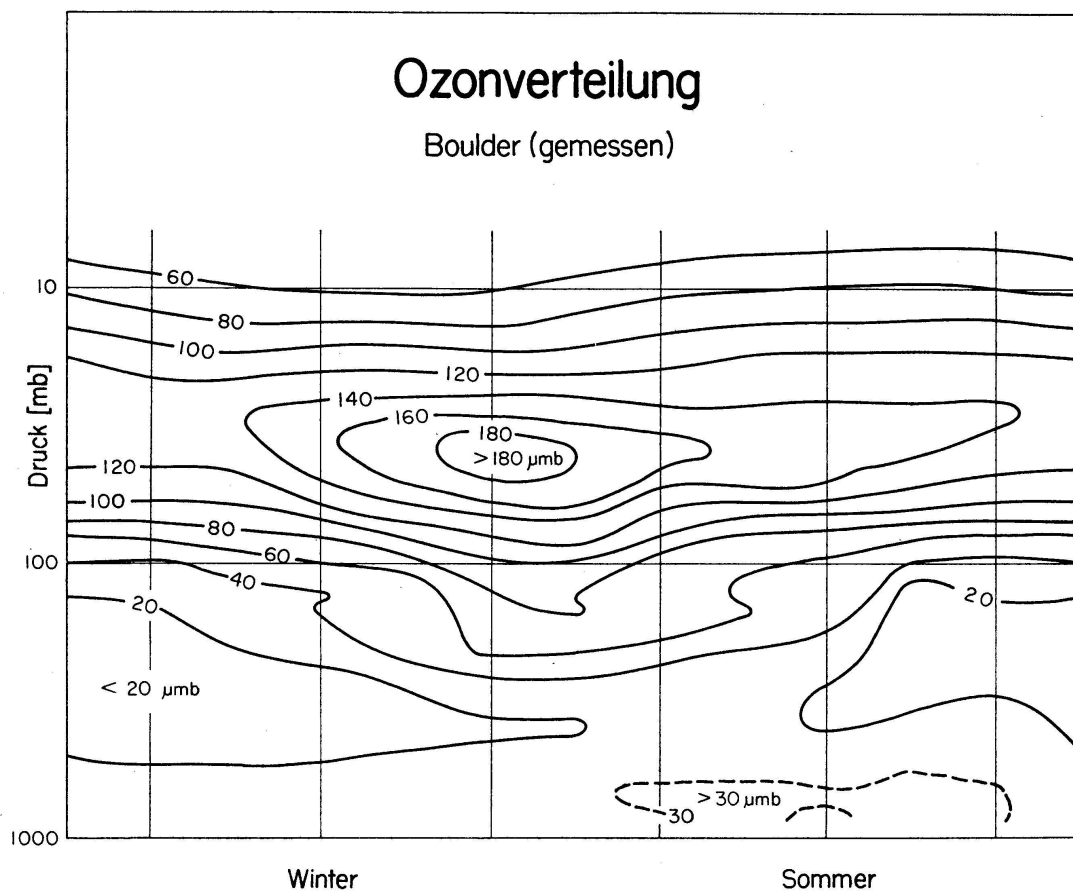 Ozonverteilung
Boulder (gemessen)
60
10
80
100
120
140
160
180
>180 µmb
120
100
80
60
100
40
20
20
< 20 µmb
>30 µmb
30
1000
Druck [mb]
Winter
Sommer